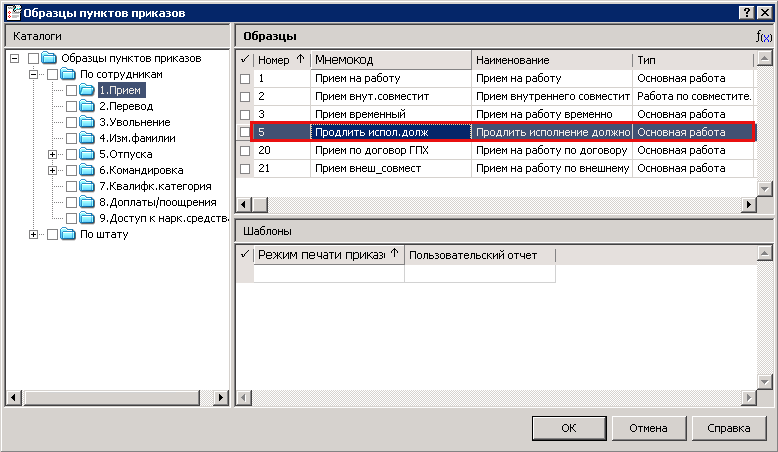 Образцы пунктов приказов
Каталоги
Образцы пунктов приказов
По сотрудникам
1.Прием
2.Перевод
3.Увольнение
4.Изм.фамилии
5.Отпуска
6.Командировка
7.Квалифк.категория
8.Доплаты/поощрения
9.Доступ к нарк.средства
По штату
Образцы
f(x)
Номер Мнемокод Наименование Тип
1 Прием на работу Прием на работу Основная работа
2 Прием внут.совместит Прием внутреннего совместит Работа по совместите.
3 Прием временный Прием на работу временно Основная работа
5 Продлить испол.долж Продлить исполнение должно Основная работа
20 Прием по договор ГПХ Прием на работу по договору Основная работа
21 Прием внеш_совмест Прием на работу по внешнему Основная работа
Шаблоны
Режим печати приказо Пользовательский отчет
ОК Отмена Справка